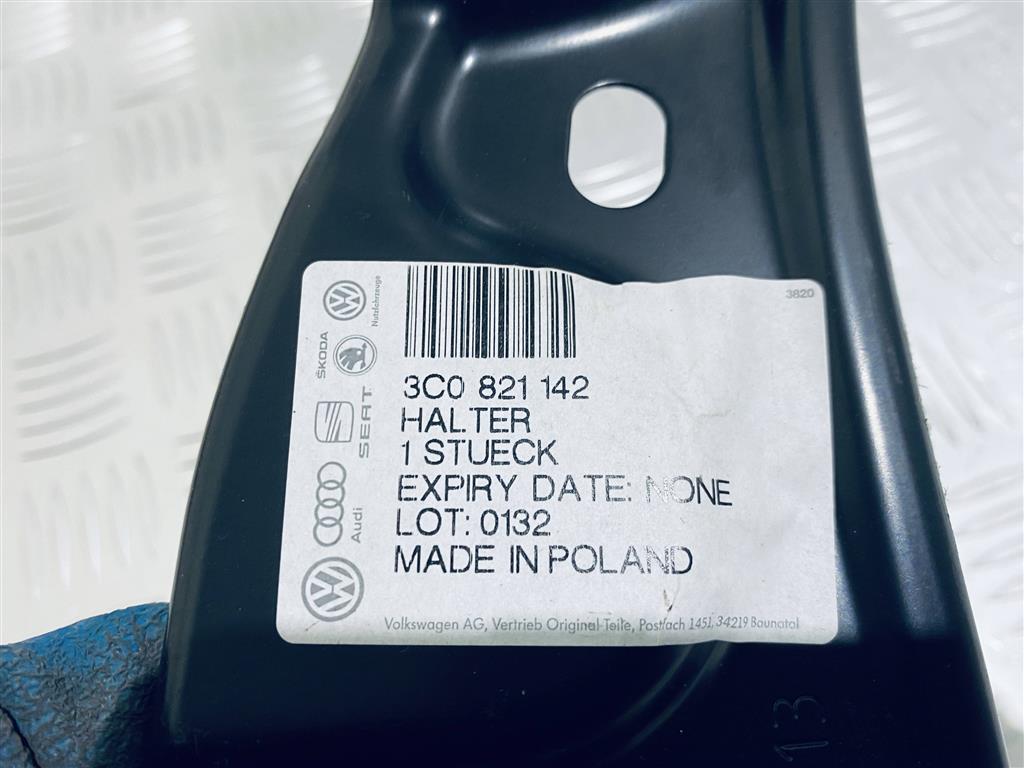 3820
Nutzfahrzeuge
ŠKODA
SEAT
Audi
3C0 821 142
HALTER
1 STUECK
EXPIRY DATE: NONE
LOT: 0132
MADE IN POLAND
Volkswagen AG, Vertrieb Original Teile, Postfach 1451, 34219 Baunatal
13